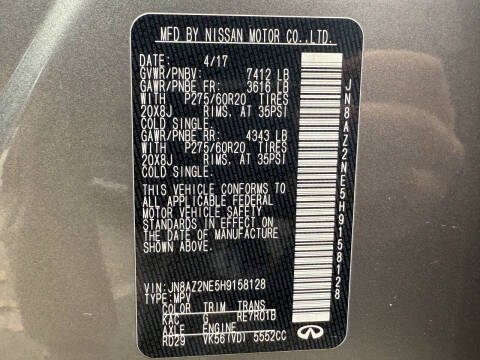 MFD BY NISSAN MOTOR CO.,LTD.
DATE: 4/17
GVWR/PNBV: 7412 LB
GAWR/PNBE FR: 3616 LB
WITH P275/60R20 TIRES
20X8J RIMS. AT 35PSI
COLD SINGLE.
GAWR/PNBE RR: 4343 LB
WITH P275/60R20 TIRES
20X8J RIMS. AT 35PSI
COLD SINGLE.
THIS VEHICLE CONFORMS TO
ALL APPLICABLE FEDERAL
MOTOR VEHICLE SAFETY
STANDARDS IN EFFECT ON THE
DATE OF MANUFACTURE
SHOWN ABOVE.
VIN:JN8AZ2NE5H9158128
TYPE:MPV
COLOR TRIM TRANS
KAC G RE7R01B
AXLE ENGINE
RD29 VK56(VD) 5552CC
JN8AZ2NE5H9158128
INFINITI